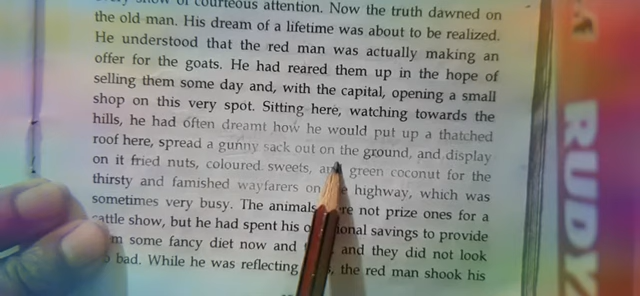 show of courteous attention. Now the truth dawned on
the old man. His dream of a lifetime was about to be realized.
He understood that the red man was actually making an
offer for the goats. He had reared them up in the hope of
selling them some day and, with the capital, opening a small
shop on this very spot. Sitting here, watching towards the
hills, he had often dreamt how he would put up a thatched
roof here, spread a gunny sack out on the ground, and display
on it fried nuts, coloured sweets, and green coconut for the
thirsty and famished wayfarers on highway, which was
sometimes very busy. The animals not prize ones for a
cattle show, but he had spent his savings to provide
some fancy diet now and and they did not look
bad. While he was reflecting the red man shook his
RUDY